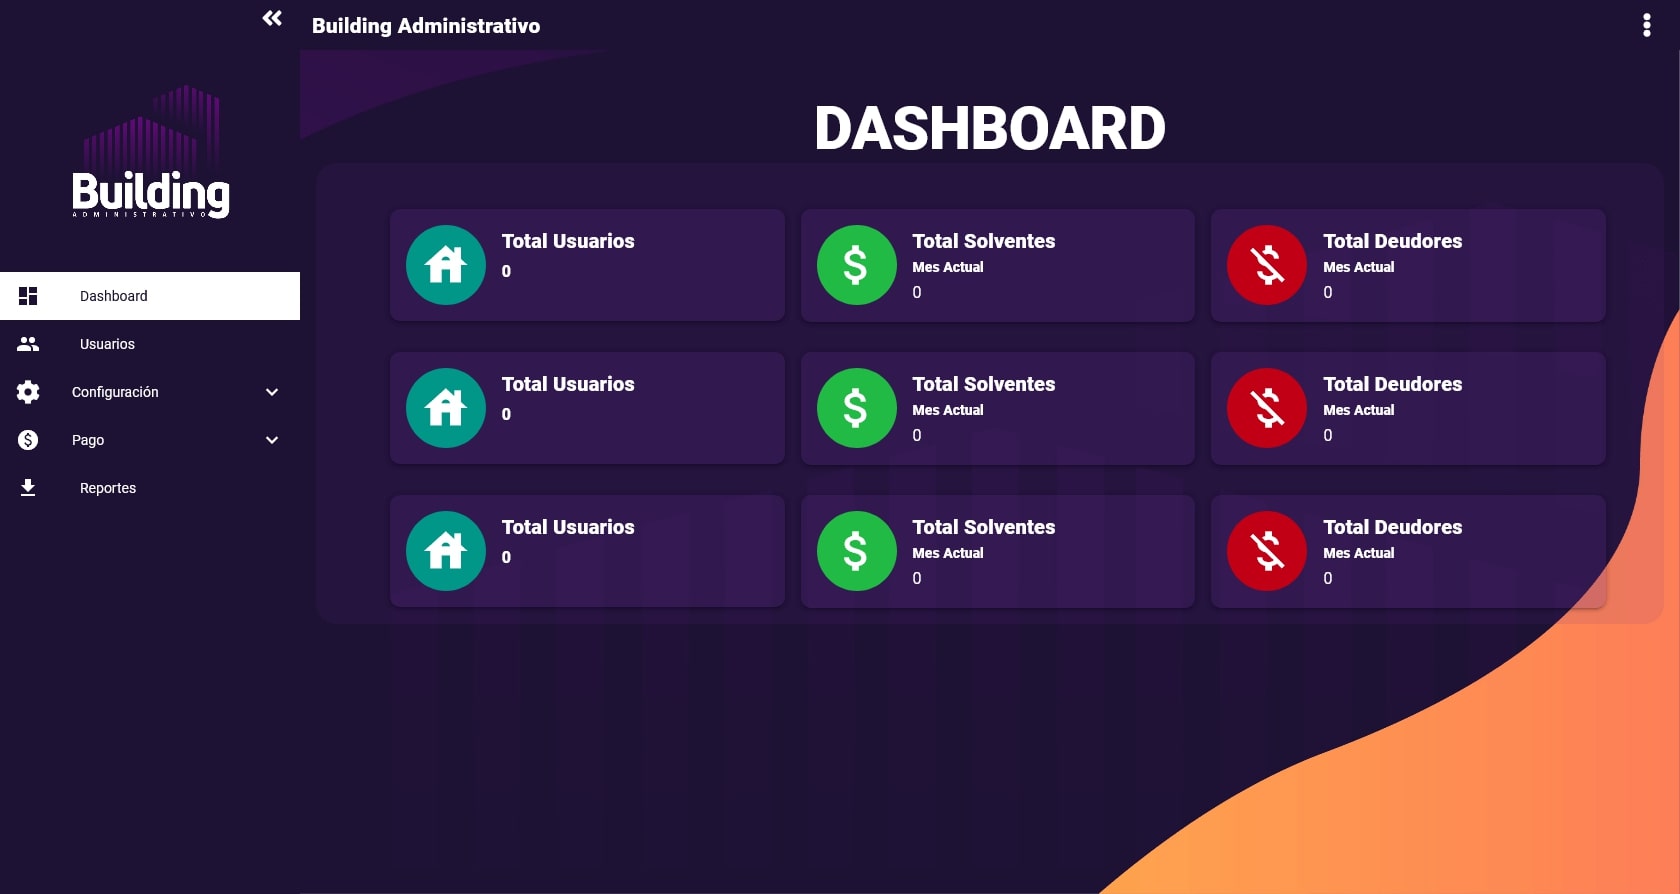 Building Administrativo
Building
ADMINISTRATIVO
Dashboard
Usuarios
Configuración
Pago
Reportes
DASHBOARD
Total Usuarios
0
Total Solventes
Mes Actual
0
Total Deudores
Mes Actual
0
Total Usuarios
0
Total Solventes
Mes Actual
0
Total Deudores
Mes Actual
0
Total Usuarios
0
Total Solventes
Mes Actual
0
Total Deudores
Mes Actual
0